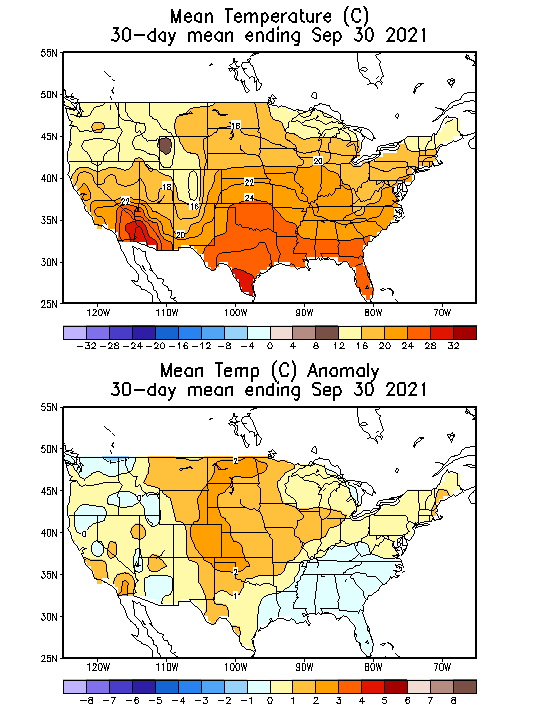 Mean Temperature (C)
30-day mean ending Sep 30 2021
55N
50N
45N
40N
35N
30N
25N
18
20
22
24
18
16
22
20
120W 110W 100W 90W 80W 70W
-32 -28 -24 -20 -16 -12 -8 -4 0 4 8 12 16 20 24 28 32
Mean Temp (C) Anomaly
30-day mean ending Sep 30 2021
55N
50N
45N
40N
35N
30N
25N
2
2
1
120W 110W 100W 90W 80W 70W
-8 -7 -6 -5 -4 -3 -2 -1 0 1 2 3 4 5 6 7 8